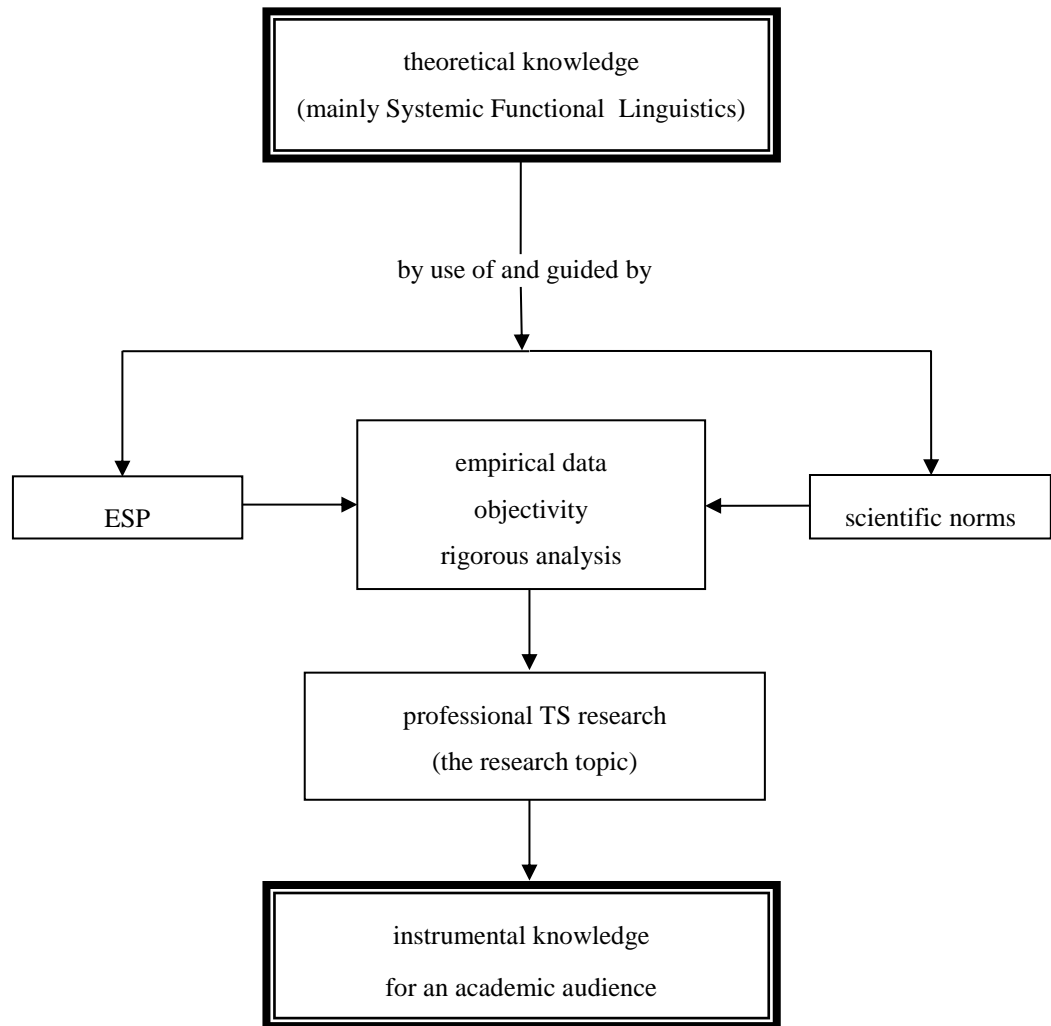 theoretical knowledge
(mainly Systemic Functional Linguistics)
by use of and guided by
ESP
empirical data
objectivity
rigorous analysis
scientific norms
professional TS research
(the research topic)
instrumental knowledge
for an academic audience